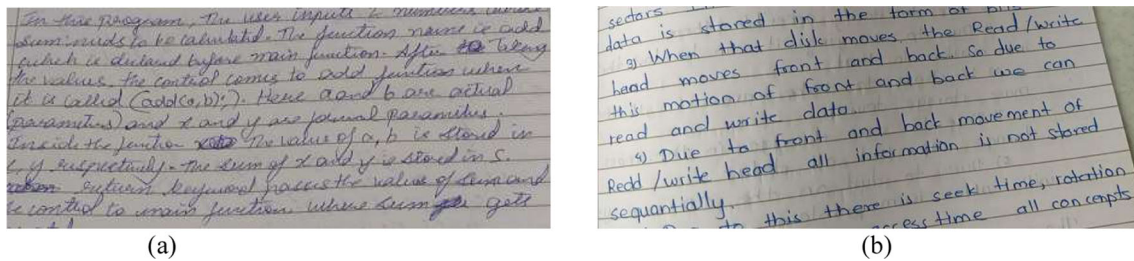 In this program, the user inputs 2 numbers whose
sum needs to be calculated. The function name is add
which is declared before main function. After taking
the values, the control comes to add function where
it is called (add(a,b);). Here a and b are actual
(parameters) and x and y are formal parameters.
Inside the function the value of a, b is stored in
x, y respectively. The sum of x and y is stored in S.
return keyword passes the value of sum and
control to main function where sum gets
(a)
sectors
data is stored in the form of
3) When that disk moves the Read/write
head moves front and back. So due to
this motion of front and back we can
read and write data.
4) Due to front and back movement of
Read/write head all information is not stored
sequantially.
to this there is seek time, rotation
time all concenpts
(b)